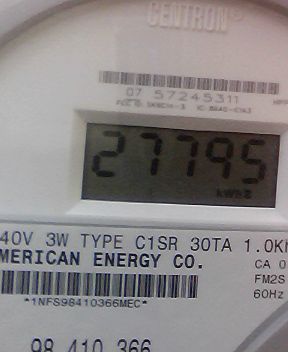 CENTRON®
07 57245311
27795
kWh
40V 3W TYPE C1SR 30TA 1.0K
MERICAN ENERGY CO.
CA 0
FM2S
60Hz
*1NFS98410366MEC*
98 410 366